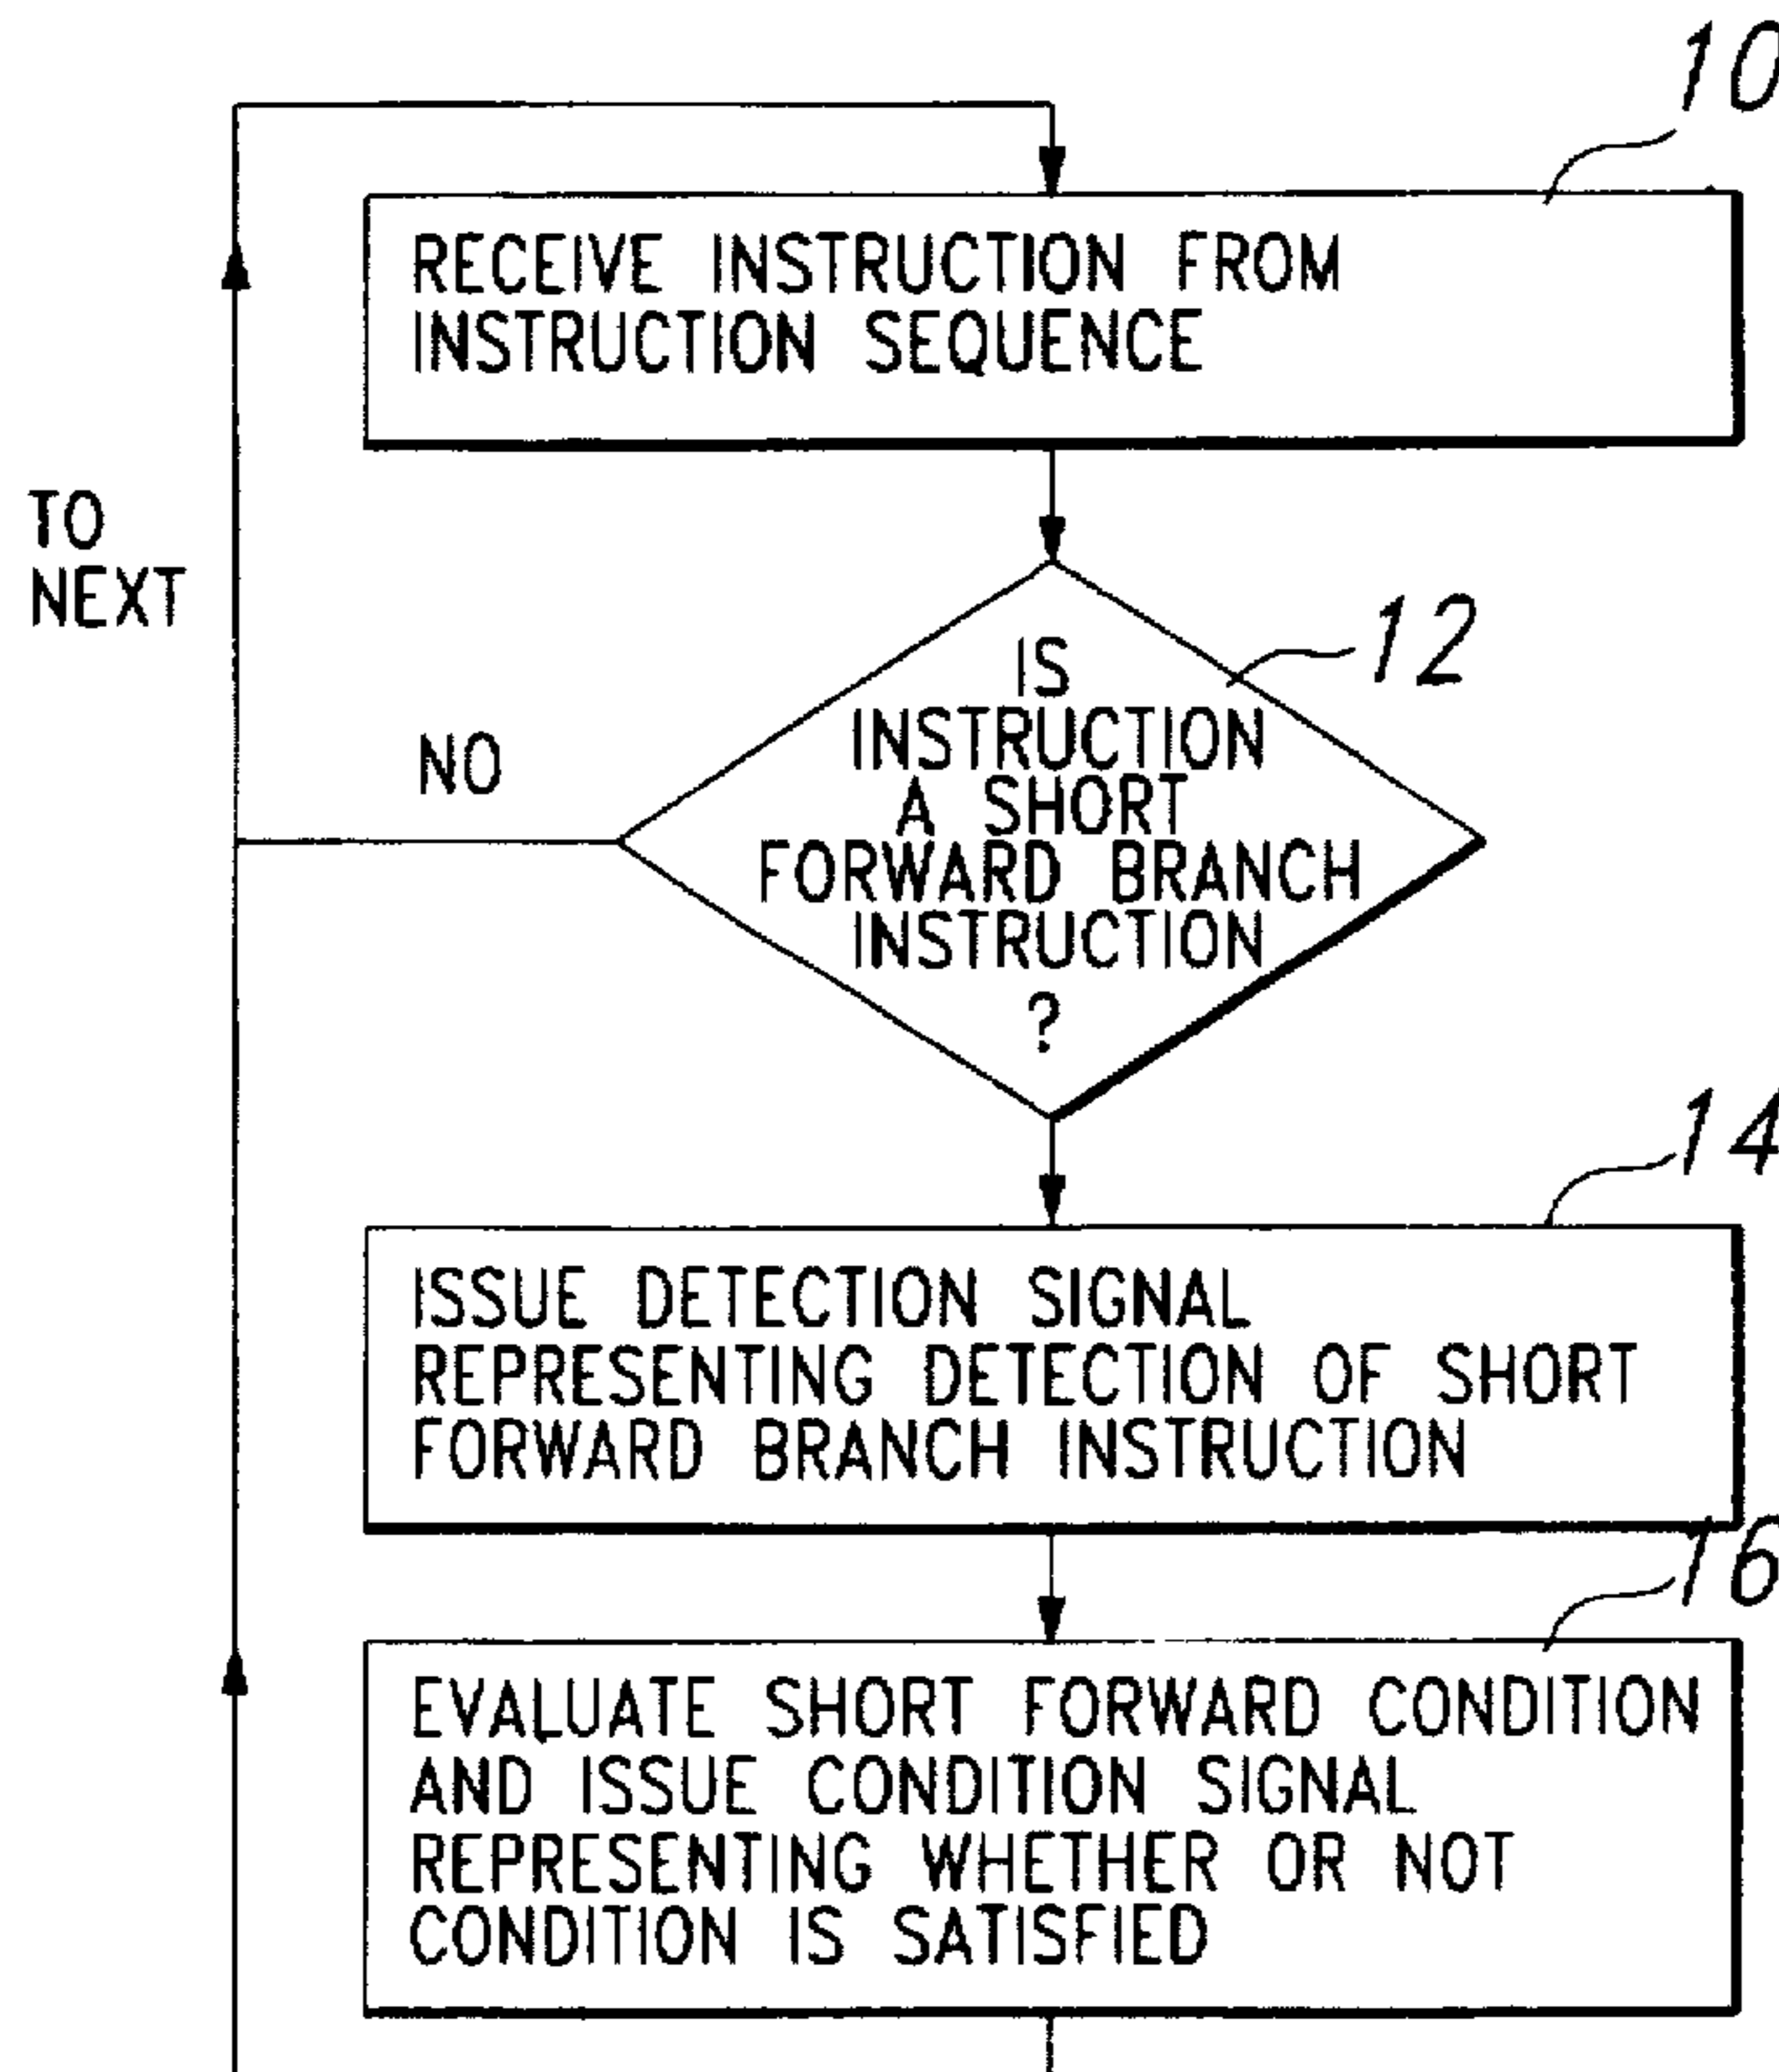 10
RECEIVE INSTRUCTION FROM
INSTRUCTION SEQUENCE
TO
NEXT
12
IS
INSTRUCTION
A SHORT
FORWARD BRANCH
INSTRUCTION
?
NO
14
ISSUE DETECTION SIGNAL
REPRESENTING DETECTION OF SHORT
FORWARD BRANCH INSTRUCTION
16
EVALUATE SHORT FORWARD CONDITION
AND ISSUE CONDITION SIGNAL
REPRESENTING WHETHER OR NOT
CONDITION IS SATISFIED